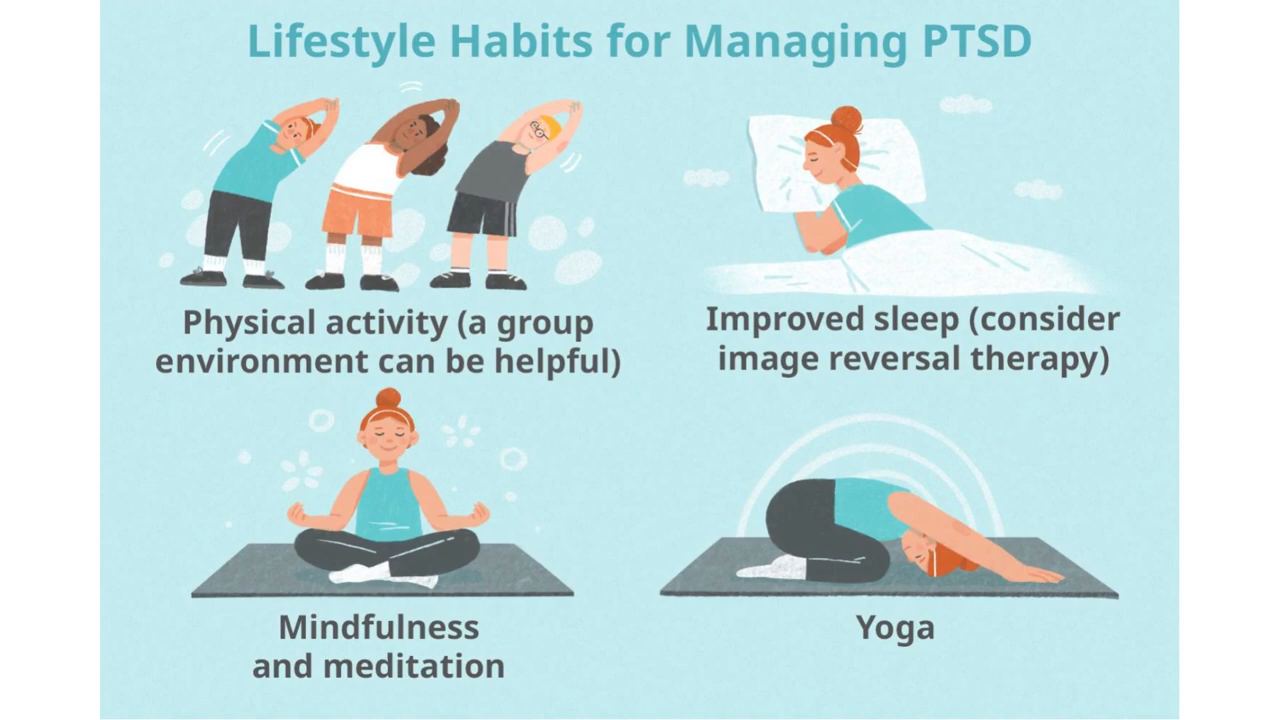 Lifestyle Habits for Managing PTSD
Physical activity (a group
environment can be helpful)
Improved sleep (consider
image reversal therapy)
Mindfulness
and meditation
Yoga